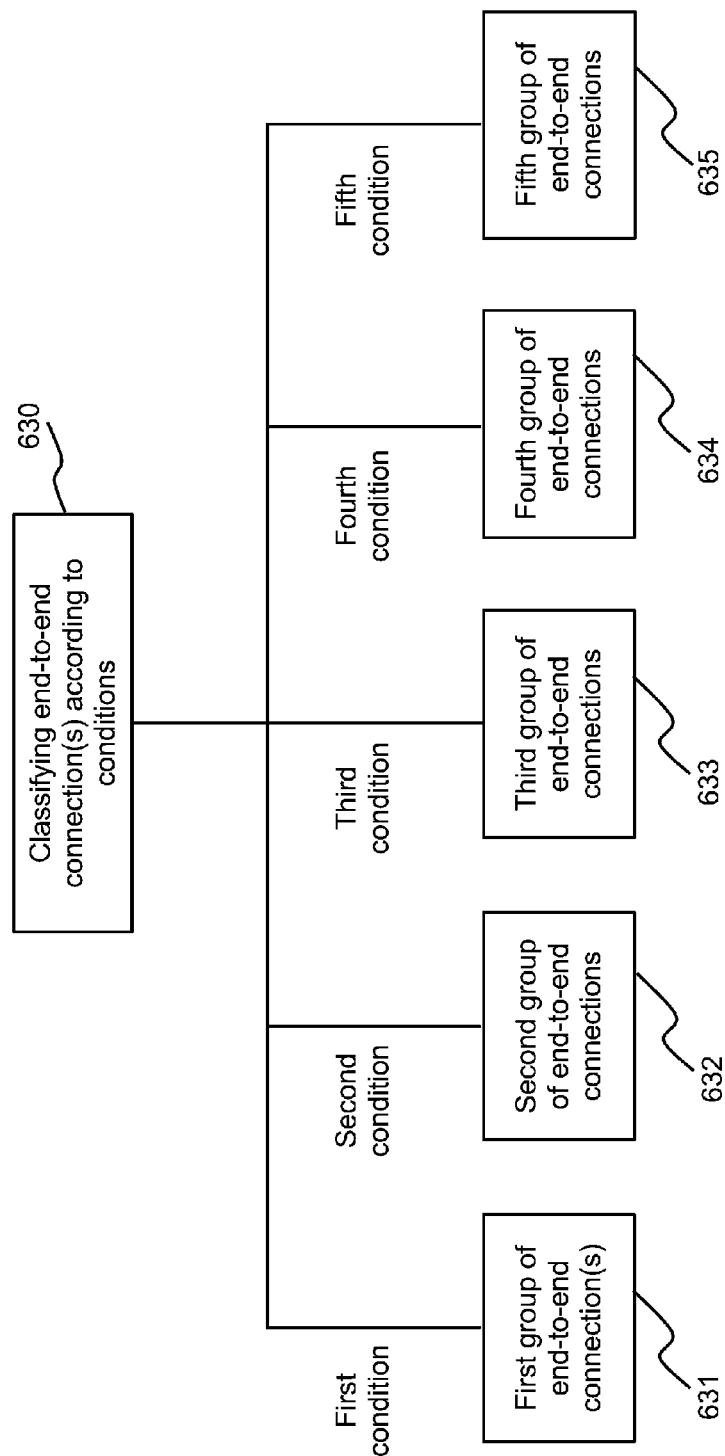 630
Classifying end-to-end
connection(s) according to
conditions
First
condition
Second
condition
Third
condition
Fourth
condition
Fifth
condition
First group of
end-to-end
connection(s)
Second group
of end-to-end
connections
Third group of
end-to-end
connections
Fourth group of
end-to-end
connections
Fifth group of
end-to-end
connections
631
632
633
634
635